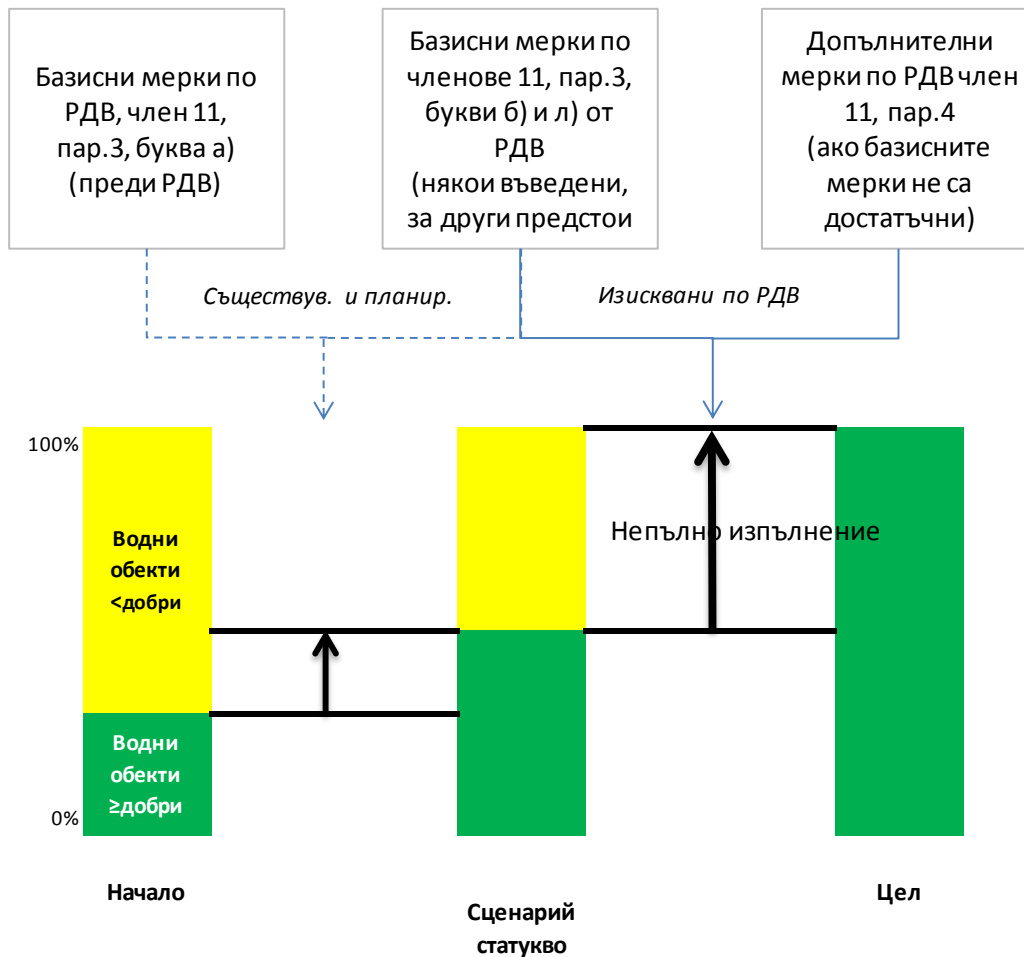 Базисни мерки по
РДВ, член 11,
пар.3, буква а)
(преди РДВ)
Базисни мерки по
членове 11, пар.3,
букви б) и л) от
РДВ
(някои въведени,
за други предстои
Допълнителни
мерки по РДВ член
11, пар.4
(ако базисните
мерки не са
достатъчни)
Съществув. и планир.
Изисквани по РДВ
100%
Водни
обекти
<добри
Непълно изпълнение
Водни
обекти
≥добри
0%
Начало
Сценарий
статукво
Цел